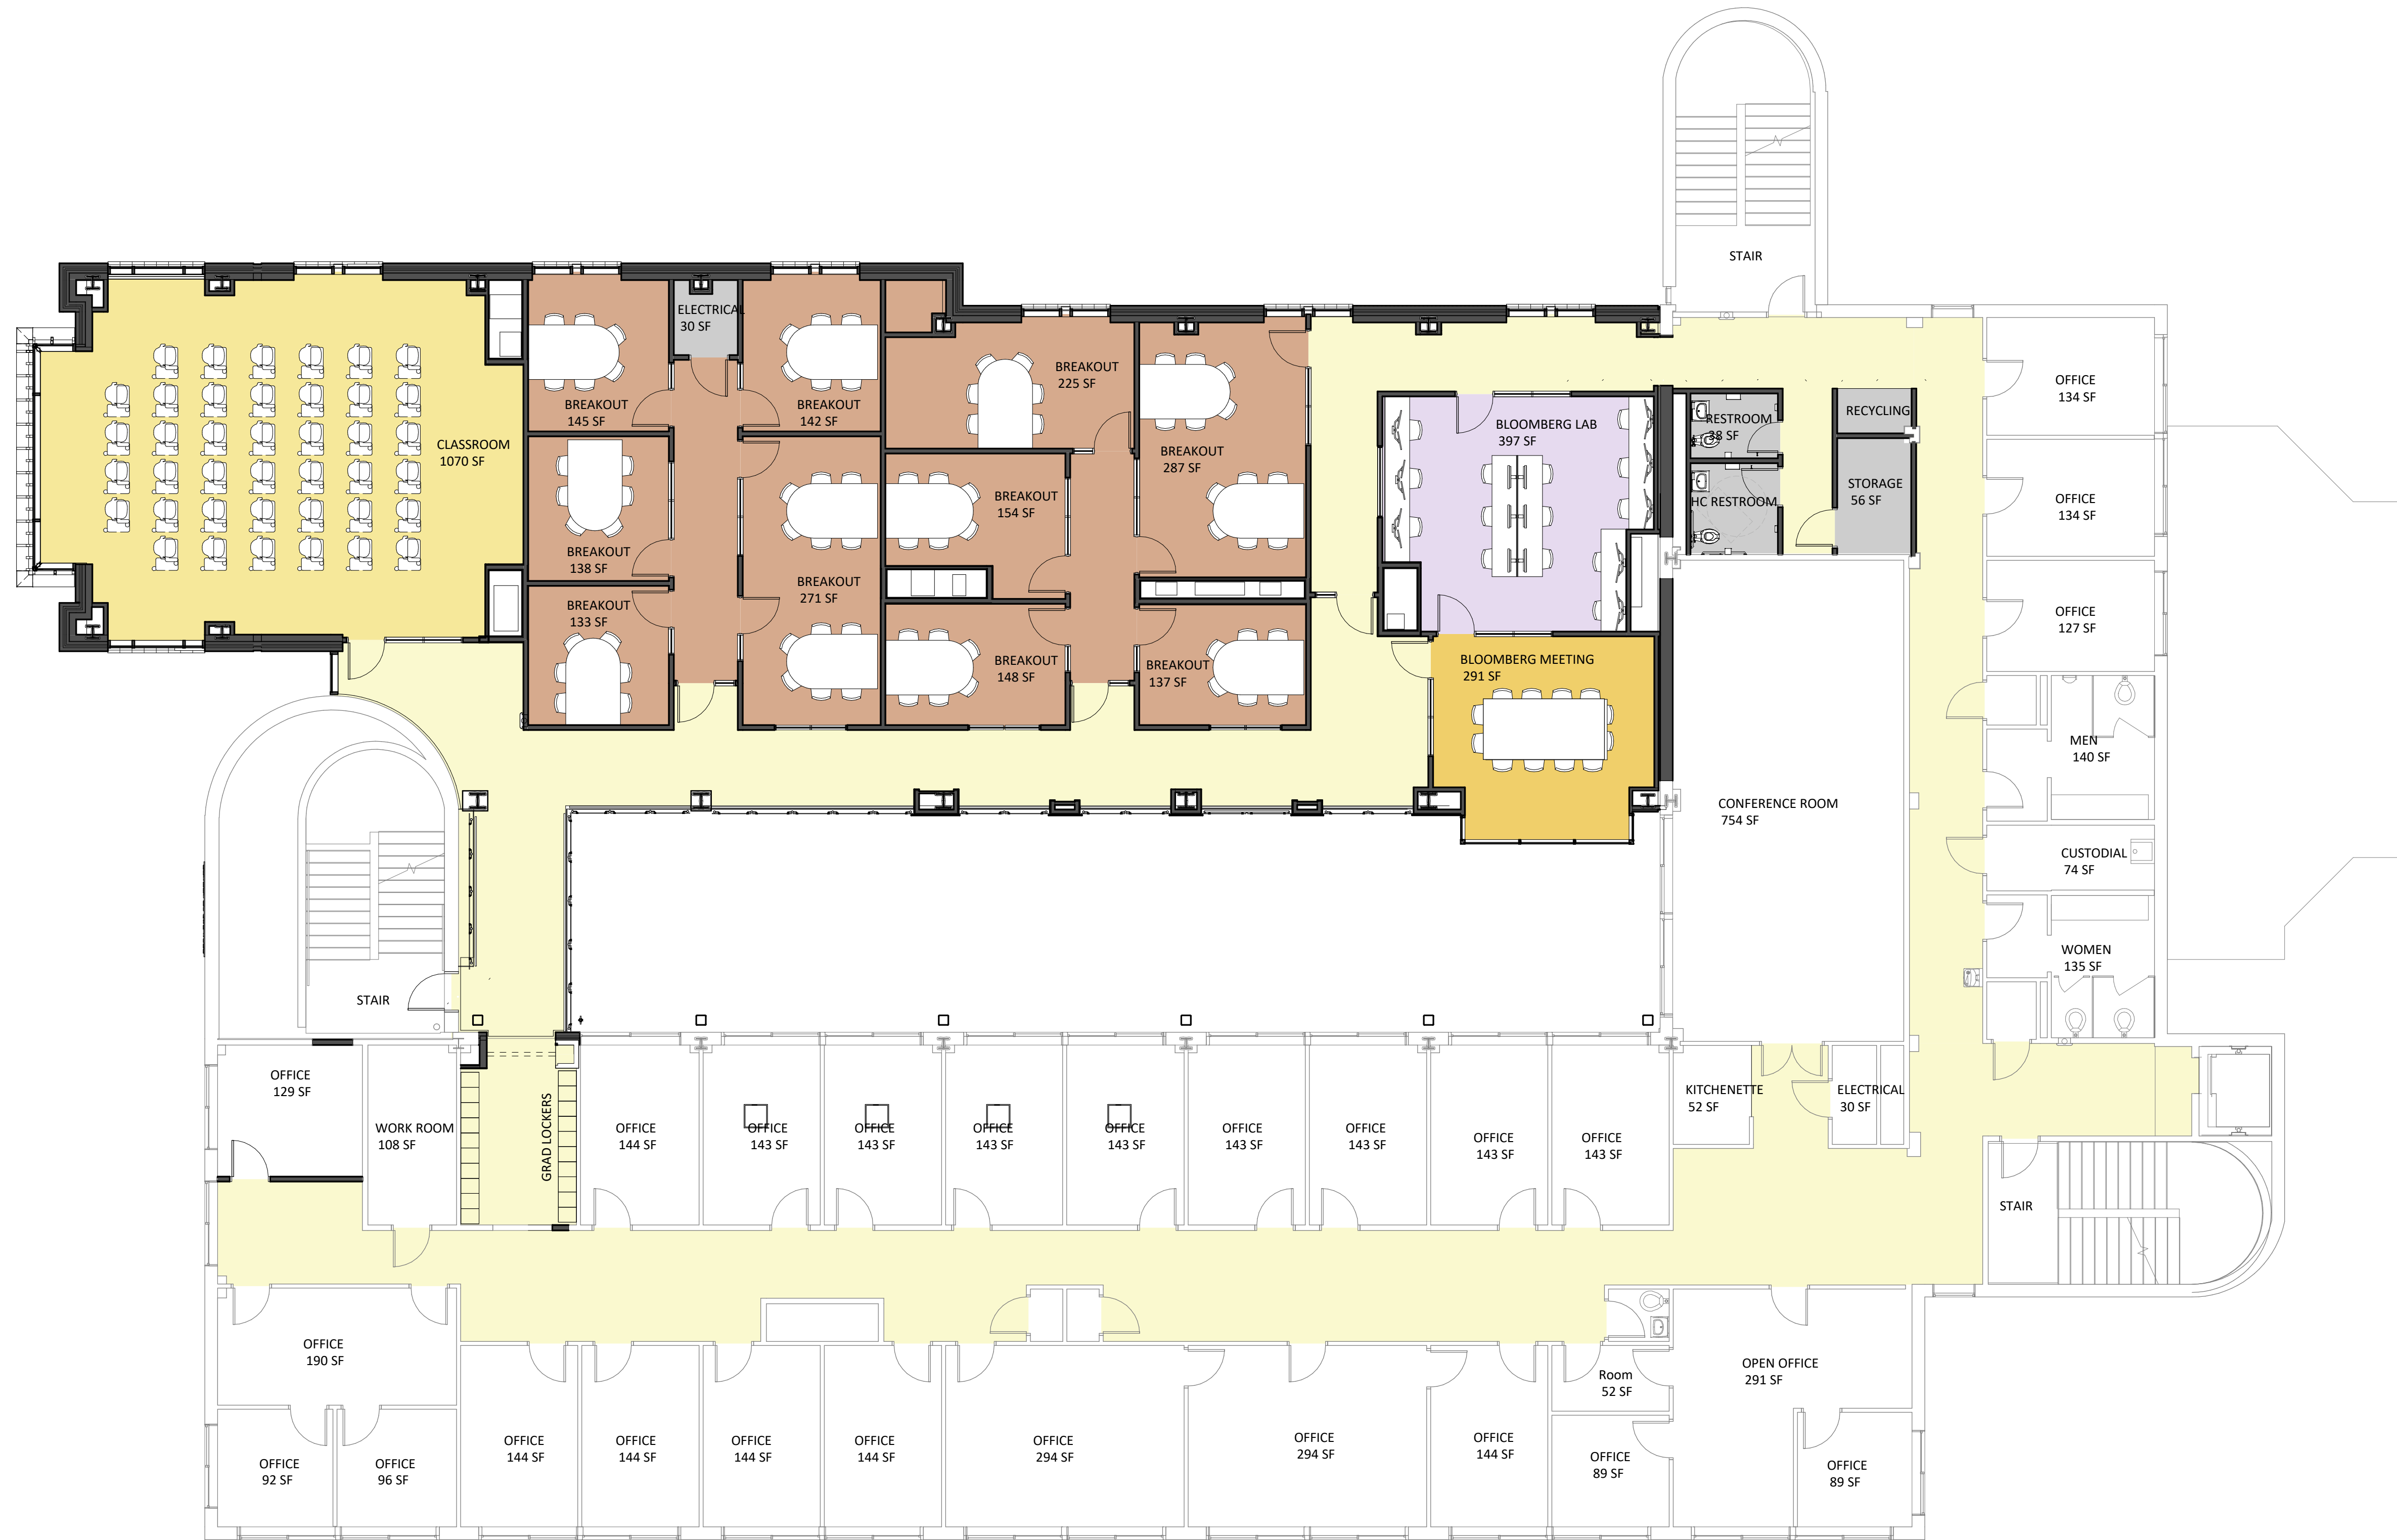 STAIR
ELECTRICAL
30 SF
BREAKOUT
145 SF
BREAKOUT
142 SF
BREAKOUT
225 SF
OFFICE
134 SF
CLASSROOM
1070 SF
BREAKOUT
287 SF
BLOOMBERG LAB
397 SF
RESTROOM
38 SF
RECYCLING
BREAKOUT
154 SF
HC RESTROOM
STORAGE
56 SF
OFFICE
134 SF
BREAKOUT
138 SF
BREAKOUT
271 SF
BREAKOUT
133 SF
OFFICE
127 SF
BREAKOUT
148 SF
BREAKOUT
137 SF
BLOOMBERG MEETING
291 SF
MEN
140 SF
CONFERENCE ROOM
754 SF
CUSTODIAL
74 SF
WOMEN
135 SF
STAIR
OFFICE
129 SF
WORK ROOM
108 SF
GRAD LOCKERS
OFFICE
144 SF
OFFICE
143 SF
OFFICE
143 SF
OFFICE
143 SF
OFFICE
143 SF
OFFICE
143 SF
OFFICE
143 SF
OFFICE
143 SF
OFFICE
143 SF
KITCHENETTE
52 SF
ELECTRICAL
30 SF
STAIR
OFFICE
190 SF
Room
52 SF
OPEN OFFICE
291 SF
OFFICE
92 SF
OFFICE
96 SF
OFFICE
144 SF
OFFICE
144 SF
OFFICE
144 SF
OFFICE
144 SF
OFFICE
294 SF
OFFICE
294 SF
OFFICE
144 SF
OFFICE
89 SF
OFFICE
89 SF